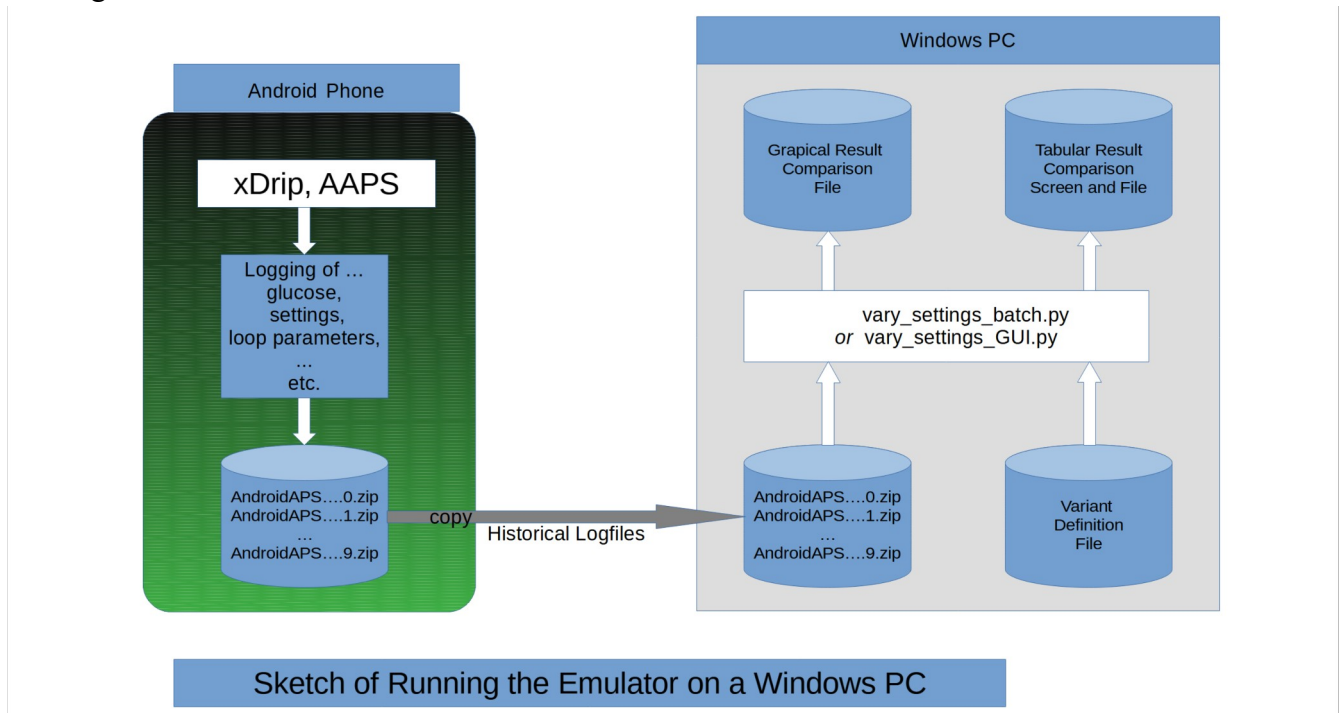 Windows PC
Android Phone
xDrip, AAPS
Logging of ...
glucose,
settings,
loop parameters,
...
etc.
AndroidAPS....0.zip
AndroidAPS....1.zip
...
AndroidAPS....9.zip
copy
Historical Logfiles
Grapical Result
Comparison
File
Tabular Result
Comparison
Screen and File
vary_settings_batch.py
or vary_settings_GUI.py
AndroidAPS....0.zip
AndroidAPS....1.zip
...
AndroidAPS....9.zip
Variant
Definition
File
Sketch of Running the Emulator on a Windows PC